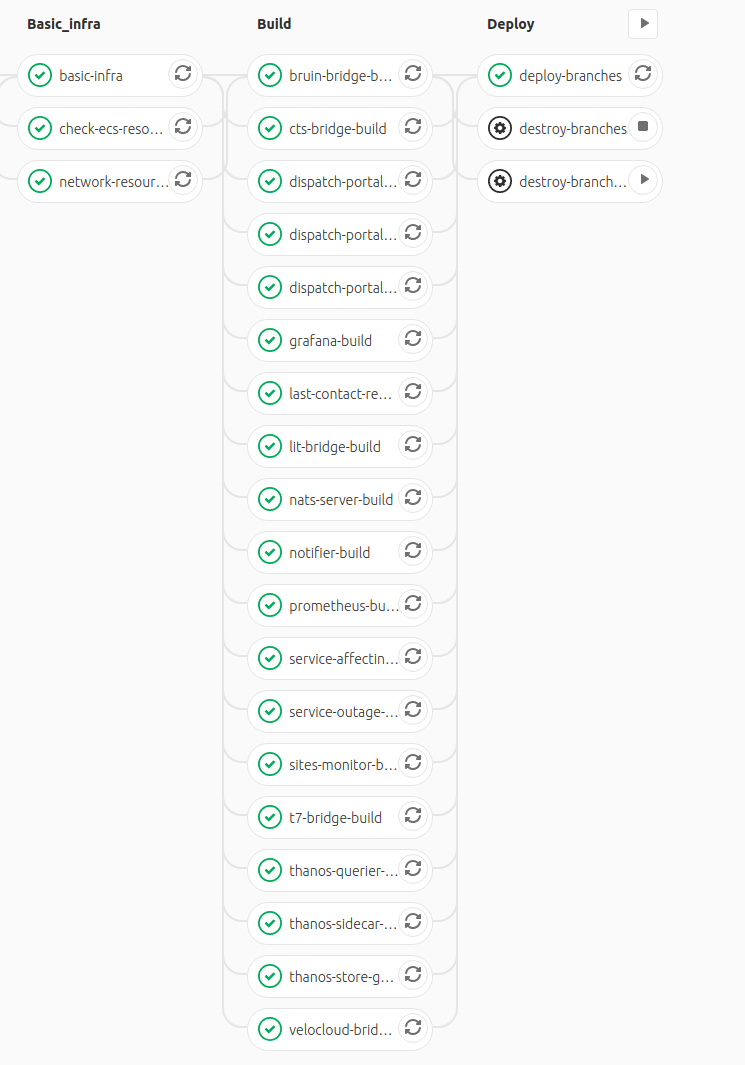 Basic_infra
basic-infra
check-ecs-reso...
network-resour...
Build
bruin-bridge-b...
cts-bridge-build
dispatch-portal...
dispatch-portal...
dispatch-portal...
grafana-build
last-contact-re...
lit-bridge-build
nats-server-build
notifier-build
prometheus-bu...
service-affectin...
service-outage-...
sites-monitor-b...
t7-bridge-build
thanos-querier-...
thanos-sidecar-...
thanos-store-g...
velocloud-brid...
Deploy
deploy-branches
destroy-branches
destroy-branch...